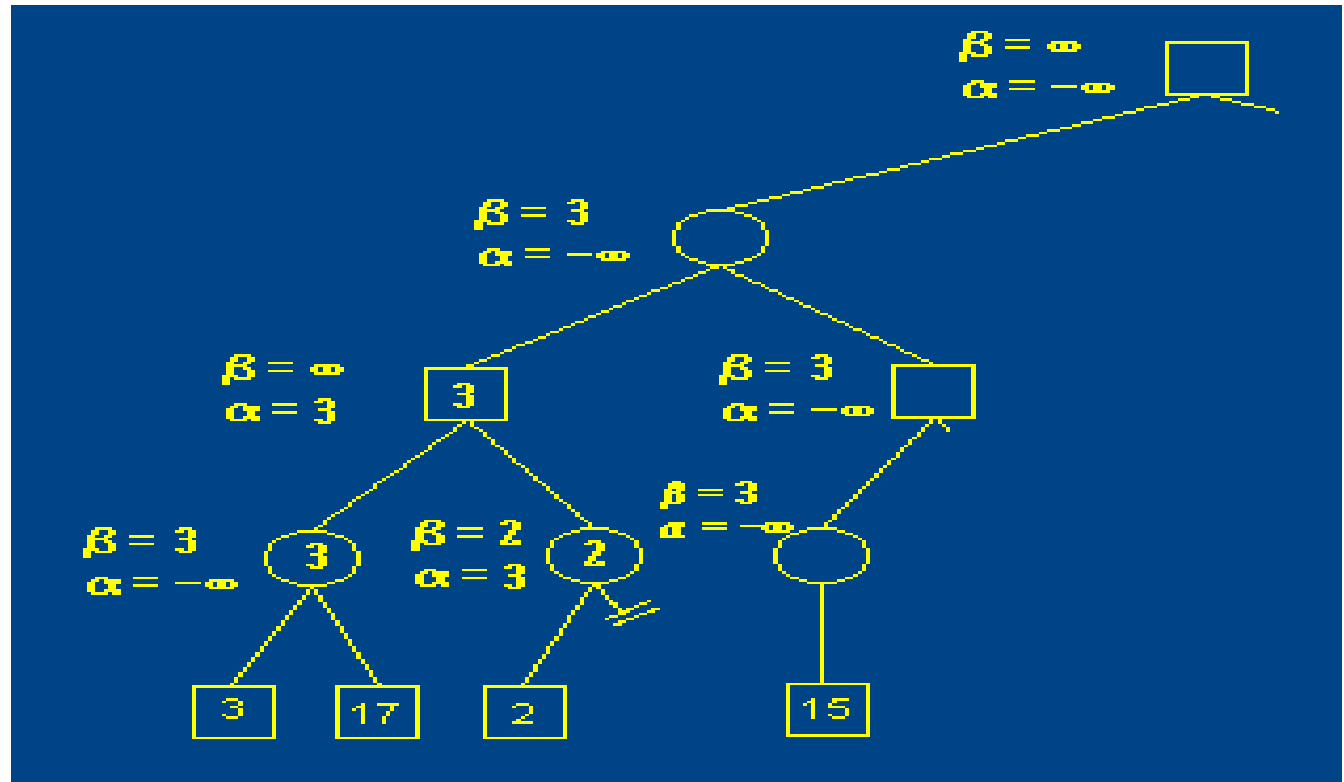 β = ∞
α = −∞
β = 3
α = −∞
β = ∞
α = 3
3
β = 3
α = −∞
β = 3
α = −∞
3
β = 2
α = 3
2
β = 3
α = −∞
3
17
2
15